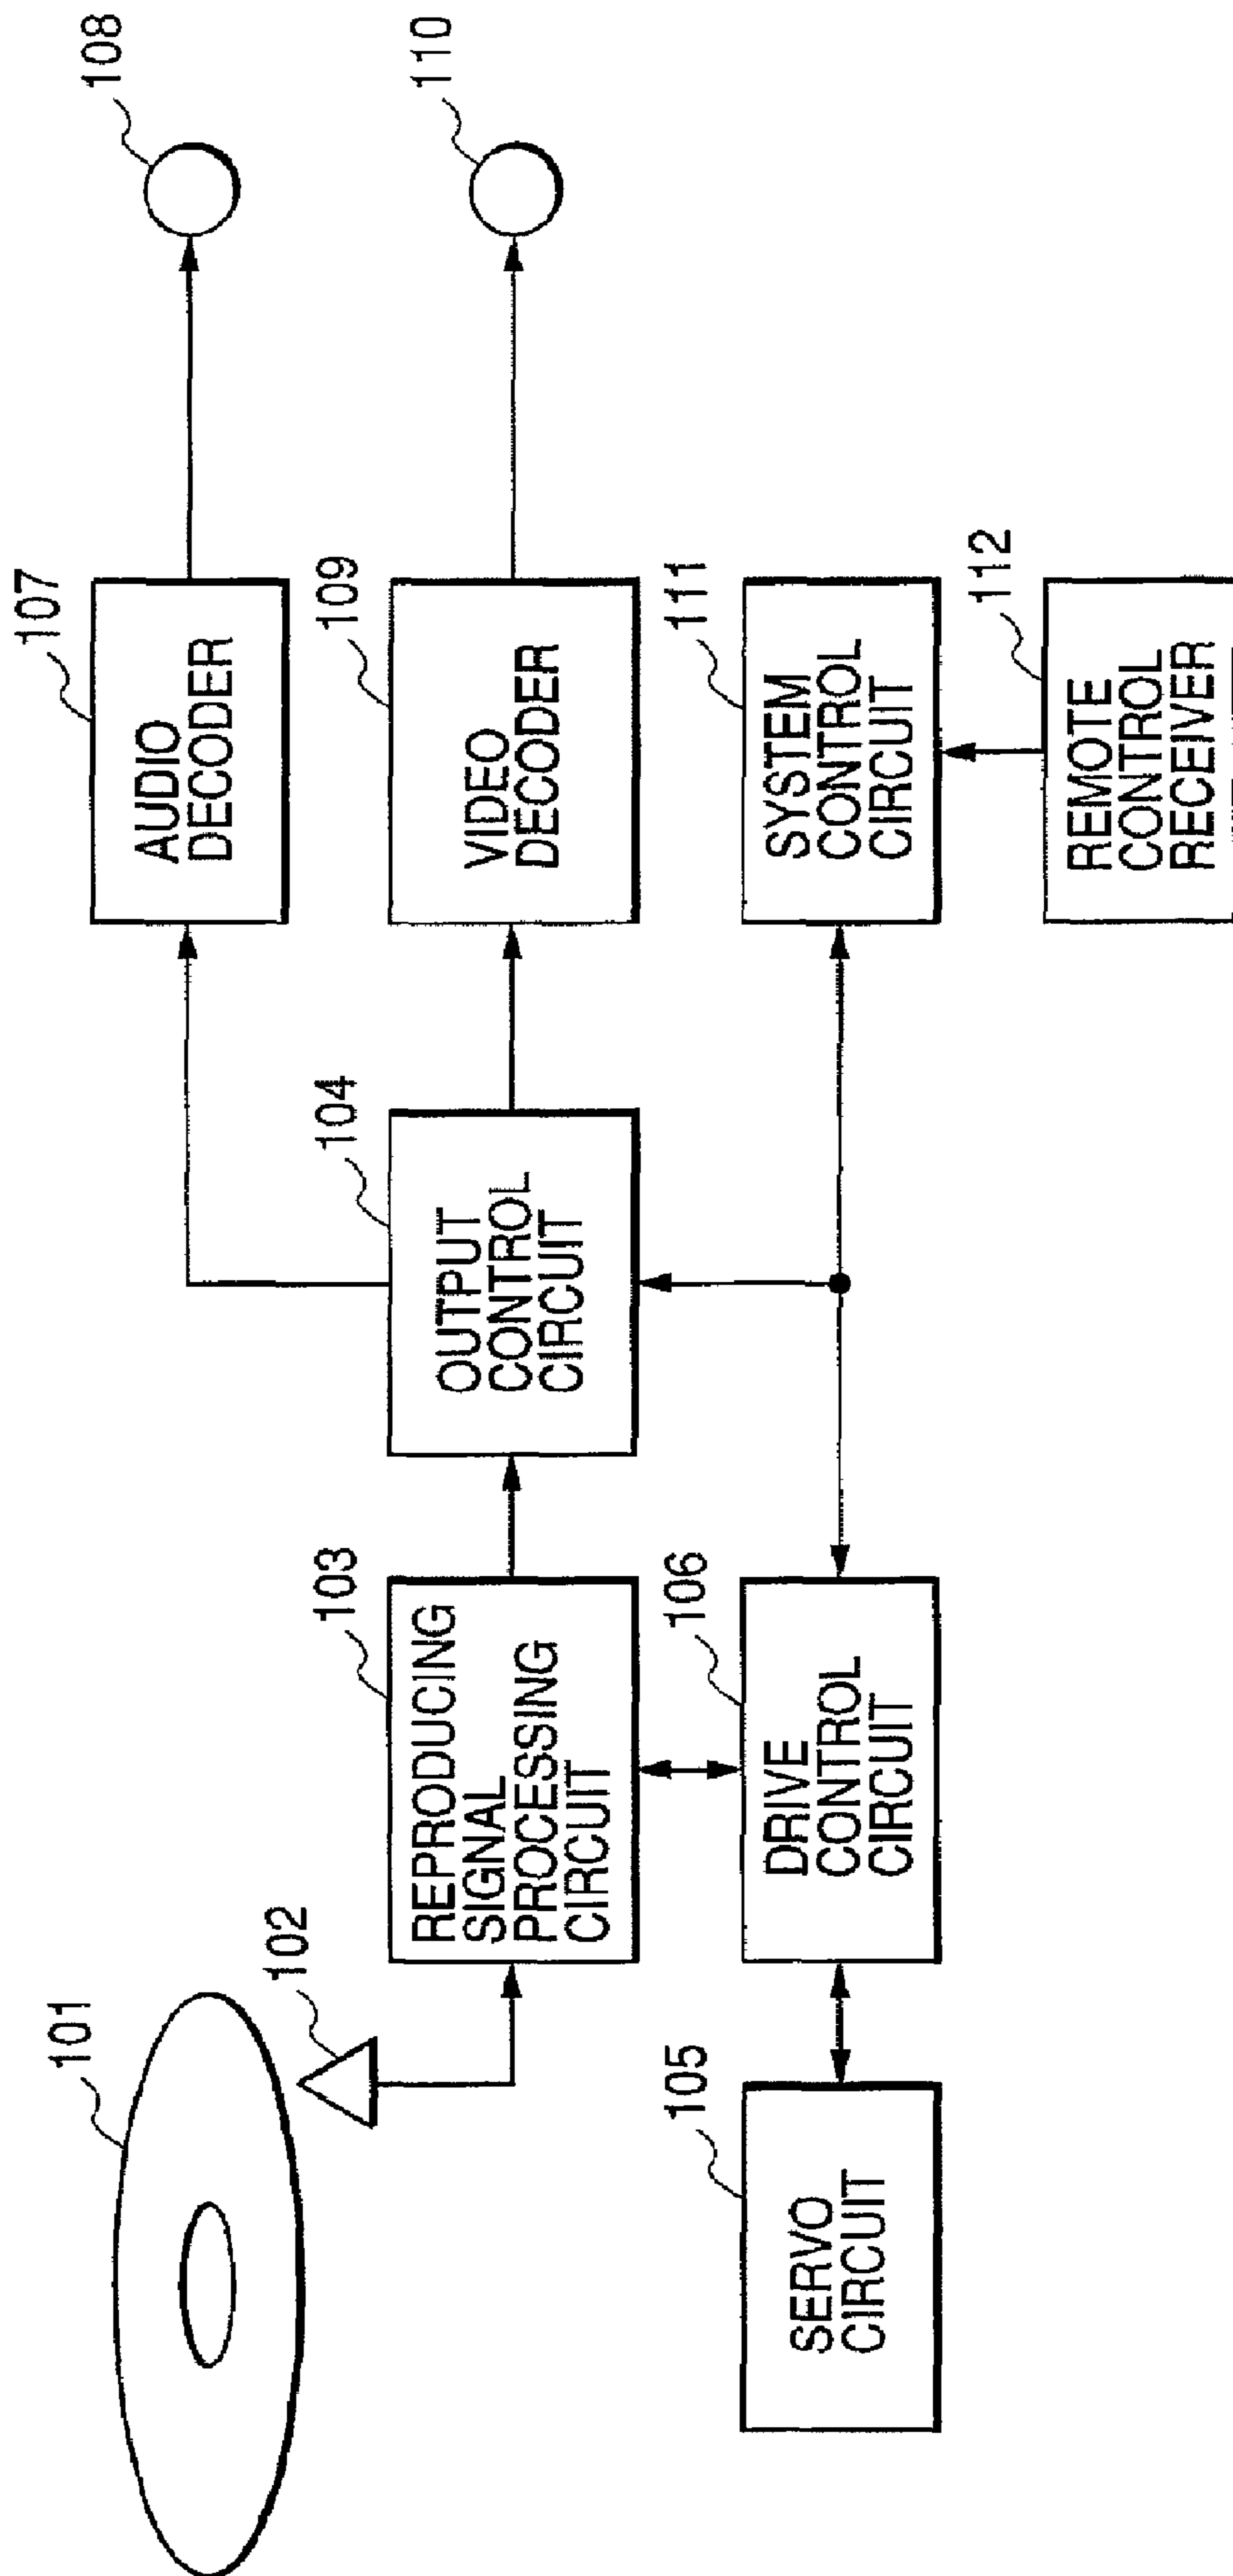 101
102
103
REPRODUCING
SIGNAL
PROCESSING
CIRCUIT
104
OUTPUT
CONTROL
CIRCUIT
107
AUDIO
DECODER
108
109
VIDEO
DECODER
110
105
SERVO
CIRCUIT
106
DRIVE
CONTROL
CIRCUIT
111
SYSTEM
CONTROL
CIRCUIT
112
REMOTE
CONTROL
RECEIVER